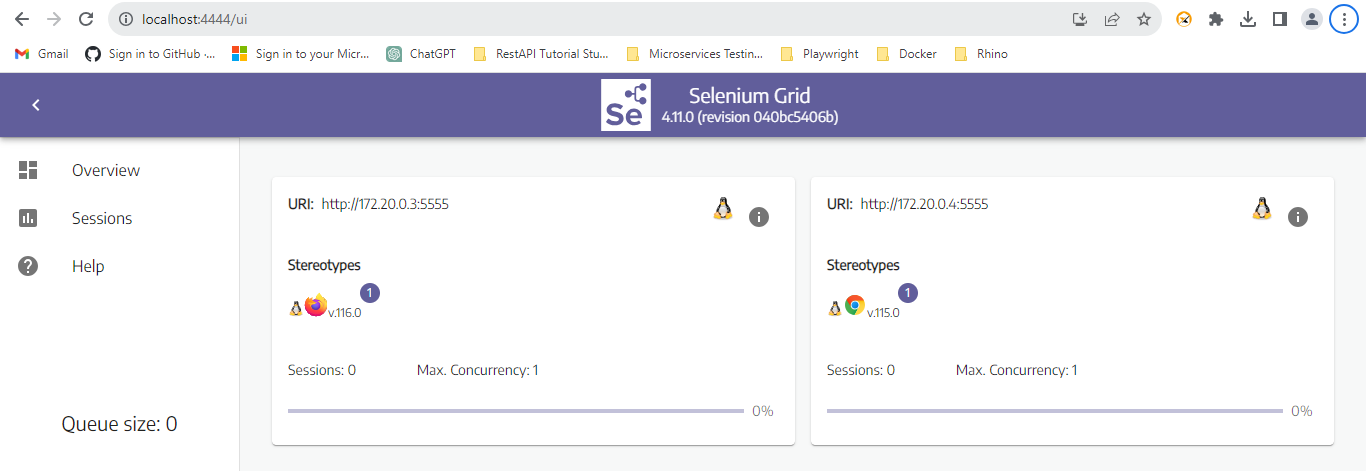 localhost:4444/ui
Gmail Sign in to GitHub ·... Sign in to your Micr... ChatGPT RestAPI Tutorial Stu... Microservices Testin... Playwright Docker Rhino
Se
Selenium Grid
4.11.0 (revision 040bc5406b)
Overview
Sessions
Help
Queue size: 0
URI: http://172.20.0.3:5555
Stereotypes
1
v.116.0
Sessions: 0 Max. Concurrency: 1
0%
URI: http://172.20.0.4:5555
Stereotypes
1
v.115.0
Sessions: 0 Max. Concurrency: 1
0%